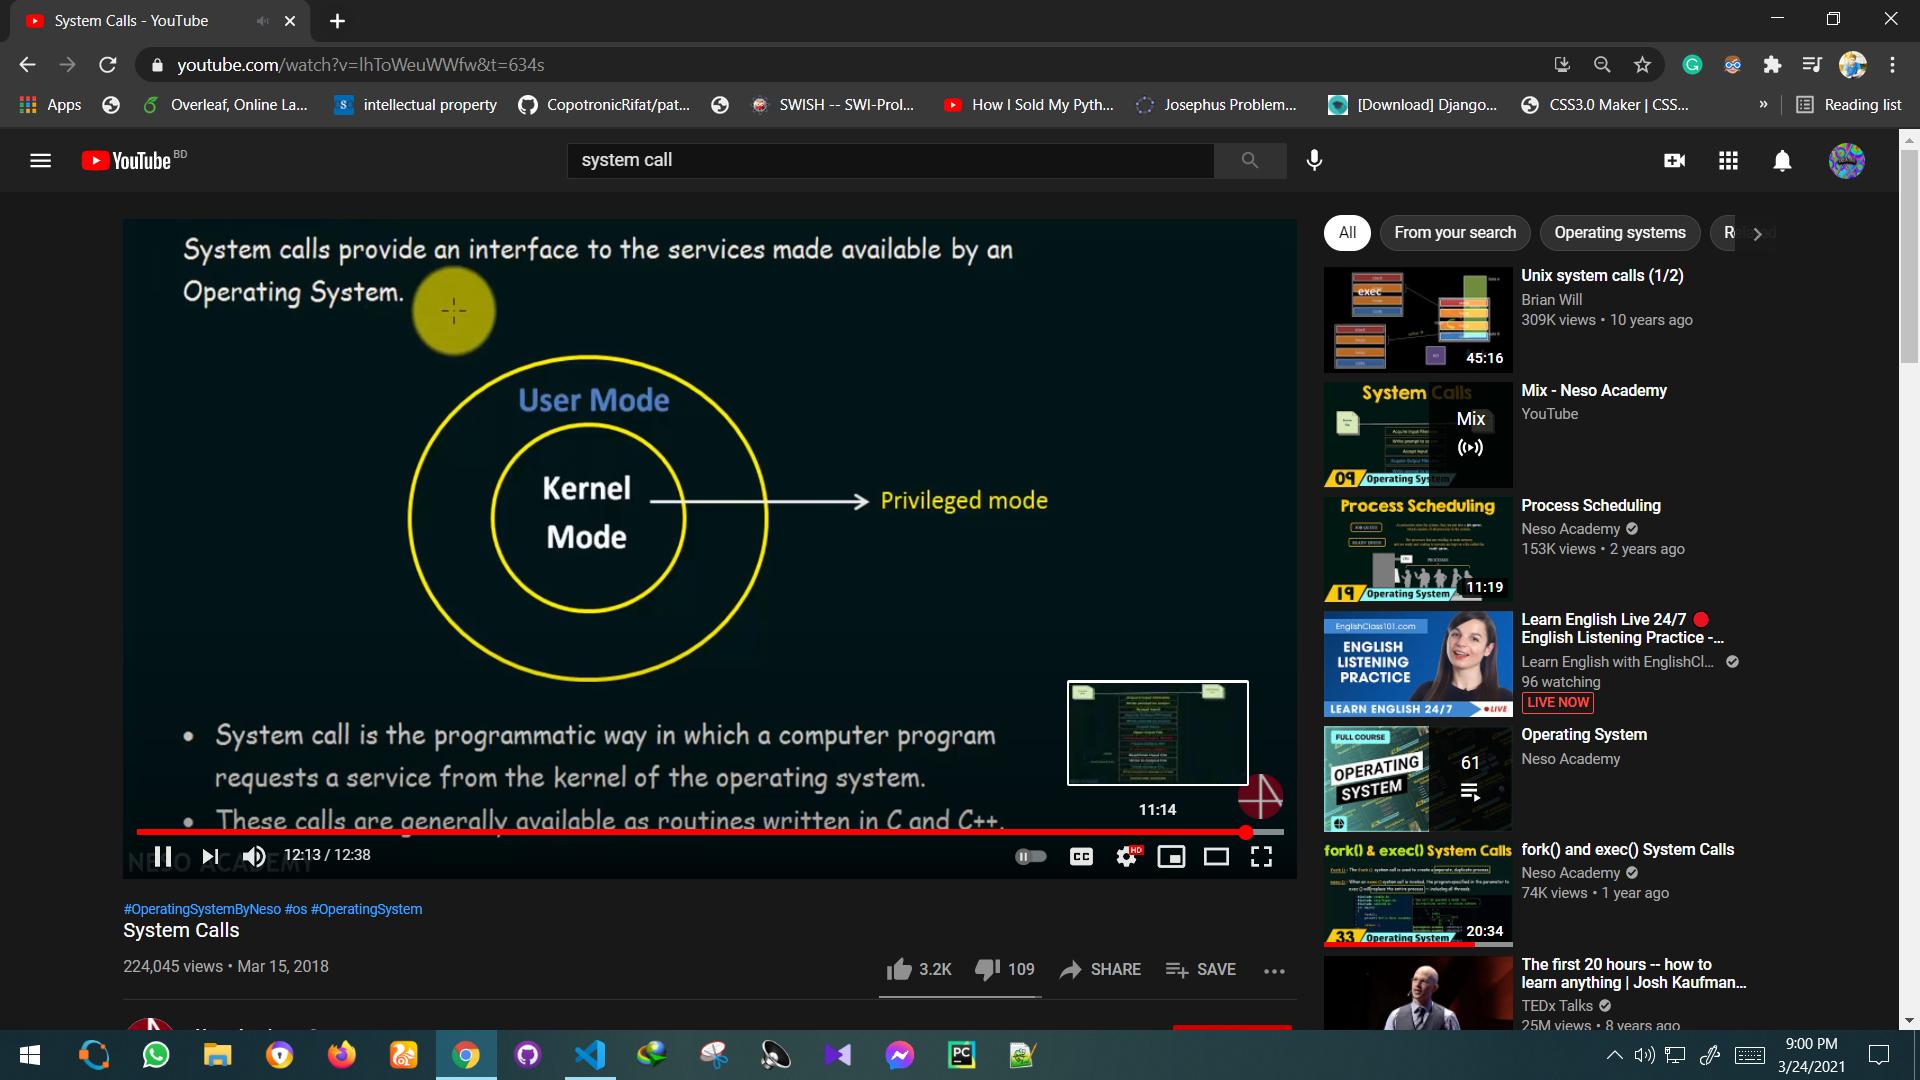 System Calls - YouTube
youtube.com/watch?v=lhToWeuWWfw&t=634s
Apps
Overleaf, Online La...
intellectual property
CopotronicRifat/pat...
SWISH -- SWI-Prol...
How I Sold My Pyth...
Josephus Problem...
[Download] Django...
CSS3.0 Maker | CSS...
»
Reading list
YouTube BD
system call
System calls provide an interface to the services made available by an
Operating System.
User Mode
Kernel
Mode
Privileged mode
• System call is the programmatic way in which a computer program
requests a service from the kernel of the operating system.
• These calls are generally available as routines written in C and C++.
11:14
NESO ACADEMY
12:13 / 12:38
CC
HD
#OperatingSystemByNeso #os #OperatingSystem
System Calls
224,045 views • Mar 15, 2018
3.2K
109
SHARE
SAVE
All
From your search
Operating systems
Related
exec
45:16
Unix system calls (1/2)
Brian Will
309K views • 10 years ago
System Calls
Mix
09 Operating System
Mix - Neso Academy
YouTube
Process Scheduling
11:19
19 Operating System
Process Scheduling
Neso Academy
153K views • 2 years ago
EnglishClass101.com
ENGLISH
LISTENING
PRACTICE
LEARN ENGLISH 24/7
LIVE
Learn English Live 24/7
English Listening Practice -...
Learn English with EnglishCl...
96 watching
LIVE NOW
FULL COURSE
OPERATING
SYSTEM
61
Operating System
Neso Academy
fork() & exec() System Calls
20:34
33 Operating System
fork() and exec() System Calls
Neso Academy
74K views • 1 year ago
The first 20 hours -- how to
learn anything | Josh Kaufman...
TEDx Talks
25M views • 8 years ago
PC
9:00 PM
3/24/2021